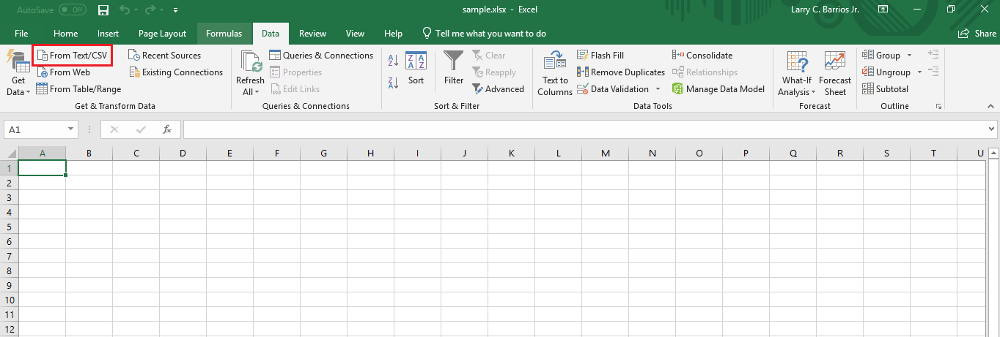 AutoSave Off
sample.xlsx - Excel
Larry C. Barrios Jr.
File Home Insert Page Layout Formulas Data Review View Help Tell me what you want to do Share
From Text/CSV Recent Sources Queries & Connections Clear Flash Fill Consolidate Group
From Web Existing Connections Properties Reapply Remove Duplicates Relationships Ungroup
From Table/Range Edit Links Advanced Data Validation Manage Data Model Subtotal
Get Data
Refresh All
Sort
Filter
Text to Columns
What-If Analysis
Forecast Sheet
Get & Transform Data Queries & Connections Sort & Filter Data Tools Forecast Outline
A1 fx
A B C D E F G H I J K L M N O P Q R S T U
1
2
3
4
5
6
7
8
9
10
11
12